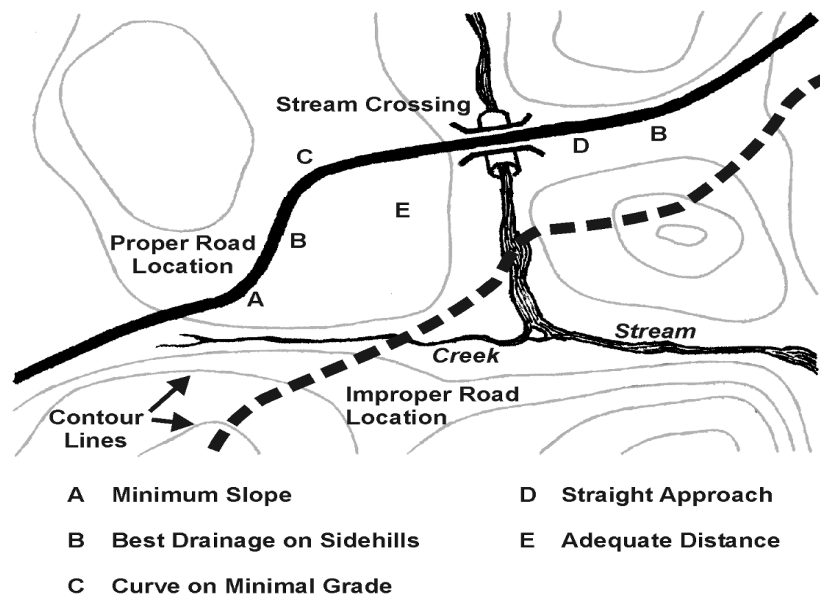 Stream Crossing
C
D
B
E
B
Proper Road
Location
A
Stream
Creek
Improper Road
Location
Contour
Lines
A Minimum Slope
D Straight Approach
B Best Drainage on Sidehills
E Adequate Distance
C Curve on Minimal Grade